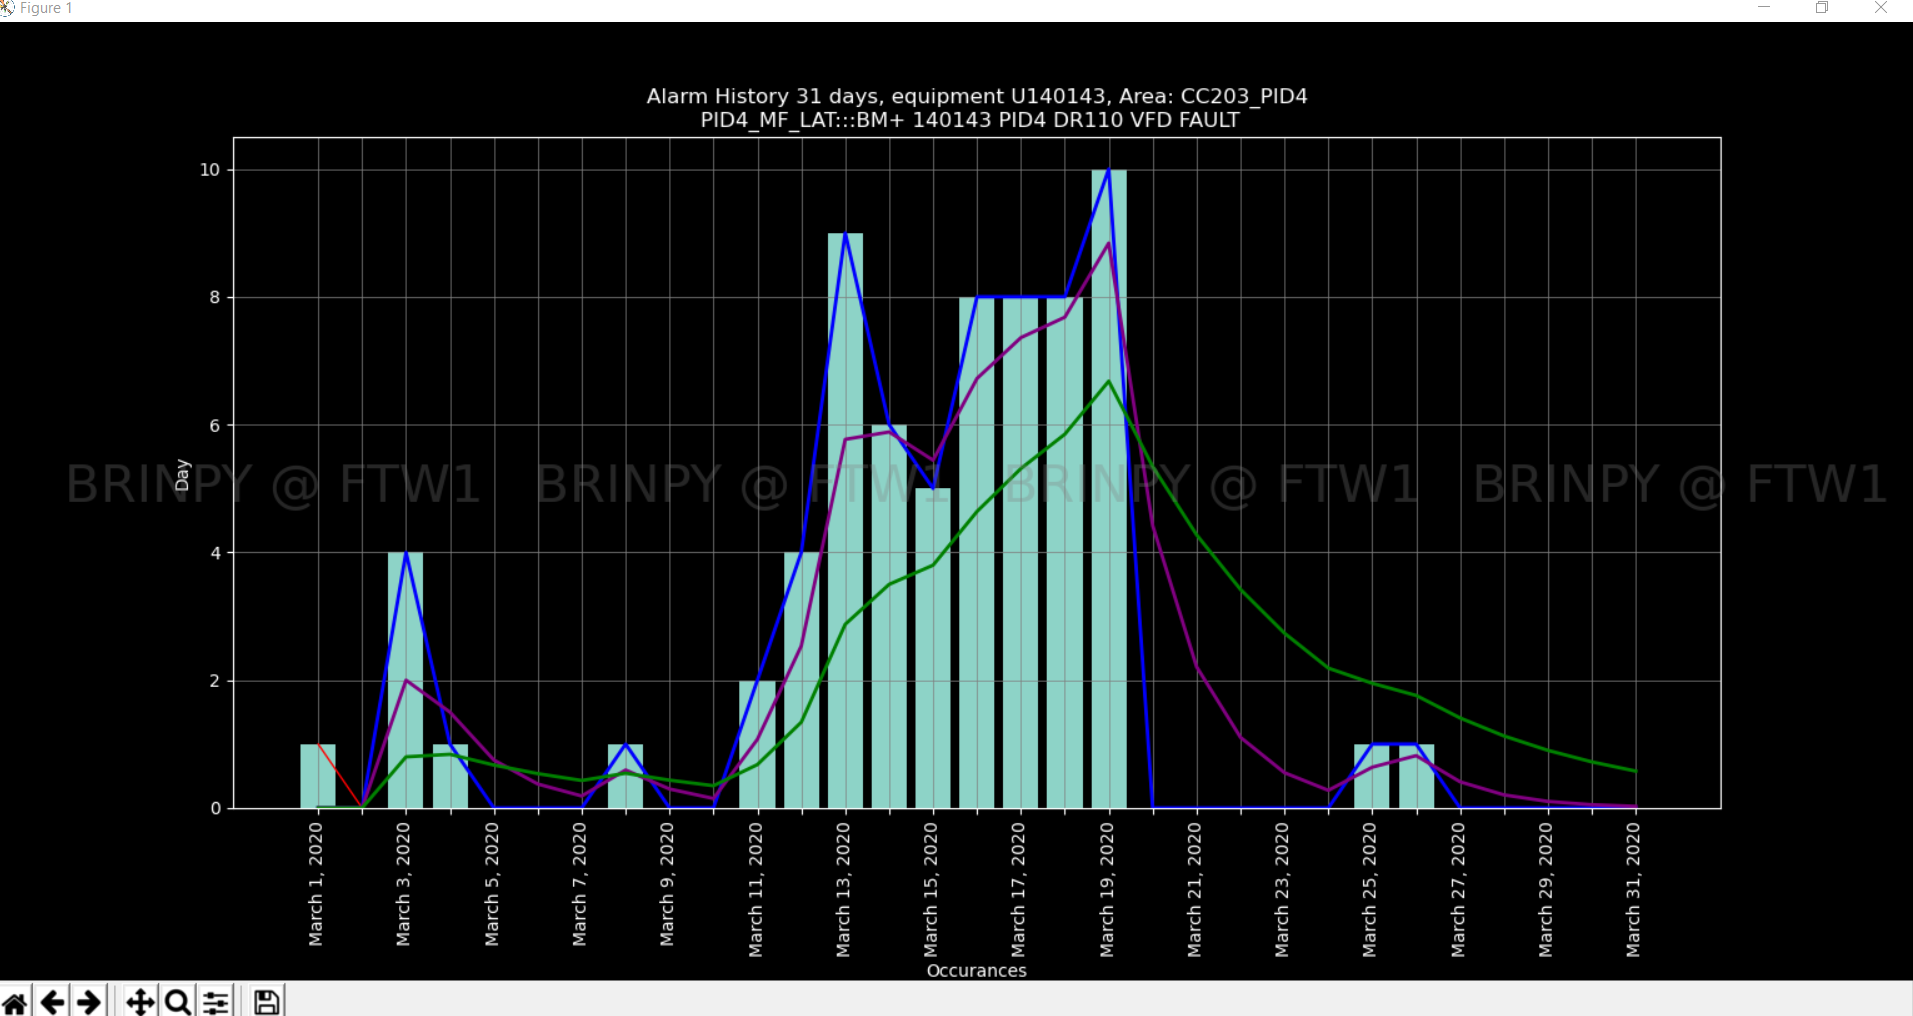 Figure 1
Alarm History 31 days, equipment U140143, Area: CC203_PID4
PID4_MF_LAT:::BM+ 140143 PID4 DR110 VFD FAULT
10
8
6
4
2
0
Day
BRINPY @ FTW1 BRINPY @ FTW1 BRINPY @ FTW1 BRINPY @ FTW1
March 1, 2020
March 3, 2020
March 5, 2020
March 7, 2020
March 9, 2020
March 11, 2020
March 13, 2020
March 15, 2020
March 17, 2020
March 19, 2020
March 21, 2020
March 23, 2020
March 25, 2020
March 27, 2020
March 29, 2020
March 31, 2020
Occurances